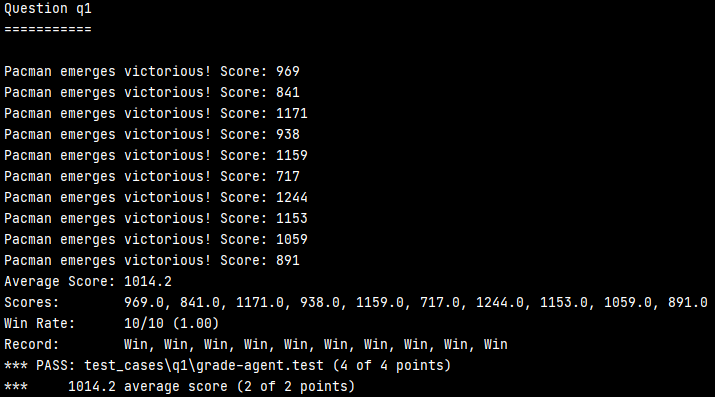 Question q1
===========
Pacman emerges victorious! Score: 969
Pacman emerges victorious! Score: 841
Pacman emerges victorious! Score: 1171
Pacman emerges victorious! Score: 938
Pacman emerges victorious! Score: 1159
Pacman emerges victorious! Score: 717
Pacman emerges victorious! Score: 1244
Pacman emerges victorious! Score: 1153
Pacman emerges victorious! Score: 1059
Pacman emerges victorious! Score: 891
Average Score: 1014.2
Scores:        969.0, 841.0, 1171.0, 938.0, 1159.0, 717.0, 1244.0, 1153.0, 1059.0, 891.0
Win Rate:      10/10 (1.00)
Record:        Win, Win, Win, Win, Win, Win, Win, Win, Win, Win
*** PASS: test_cases\q1\grade-agent.test (4 of 4 points)
***     1014.2 average score (2 of 2 points)